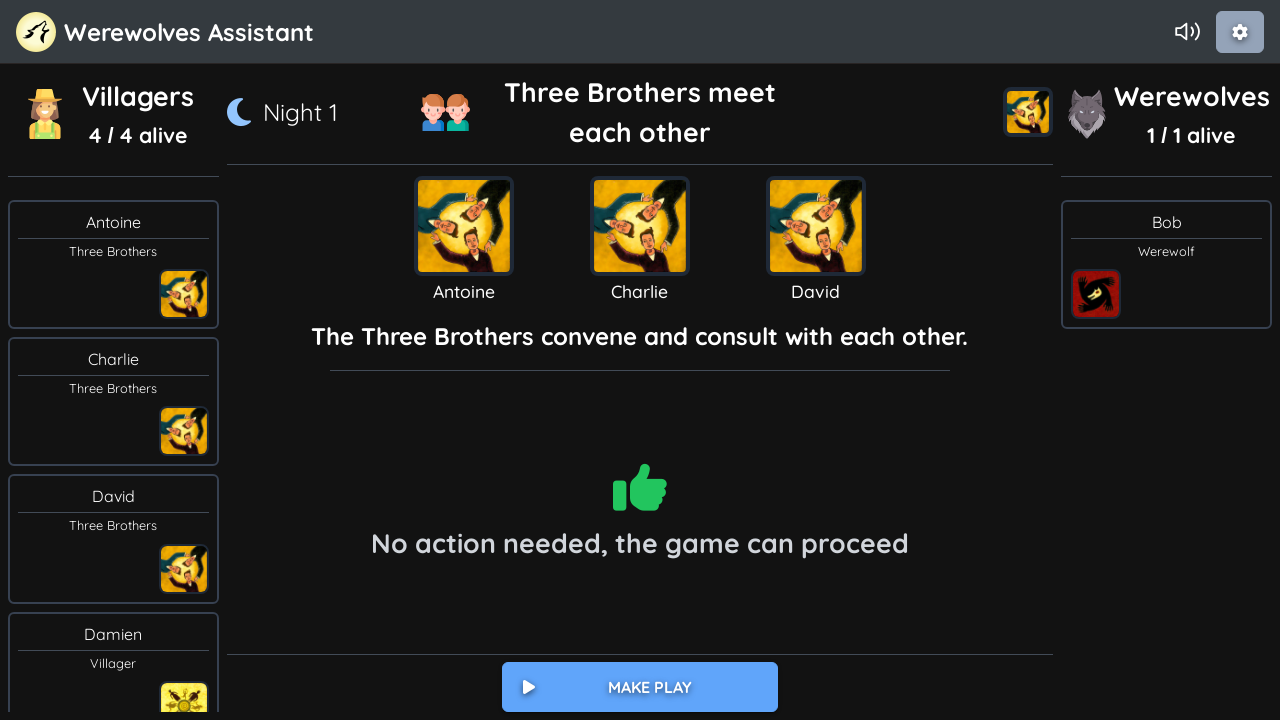 Werewolves Assistant
Villagers
4 / 4 alive
Night 1
Three Brothers meet
each other
Werewolves
1 / 1 alive
Antoine
Three Brothers
Charlie
Three Brothers
David
Three Brothers
Damien
Villager
Antoine
Charlie
David
The Three Brothers convene and consult with each other.
No action needed, the game can proceed
MAKE PLAY
Bob
Werewolf